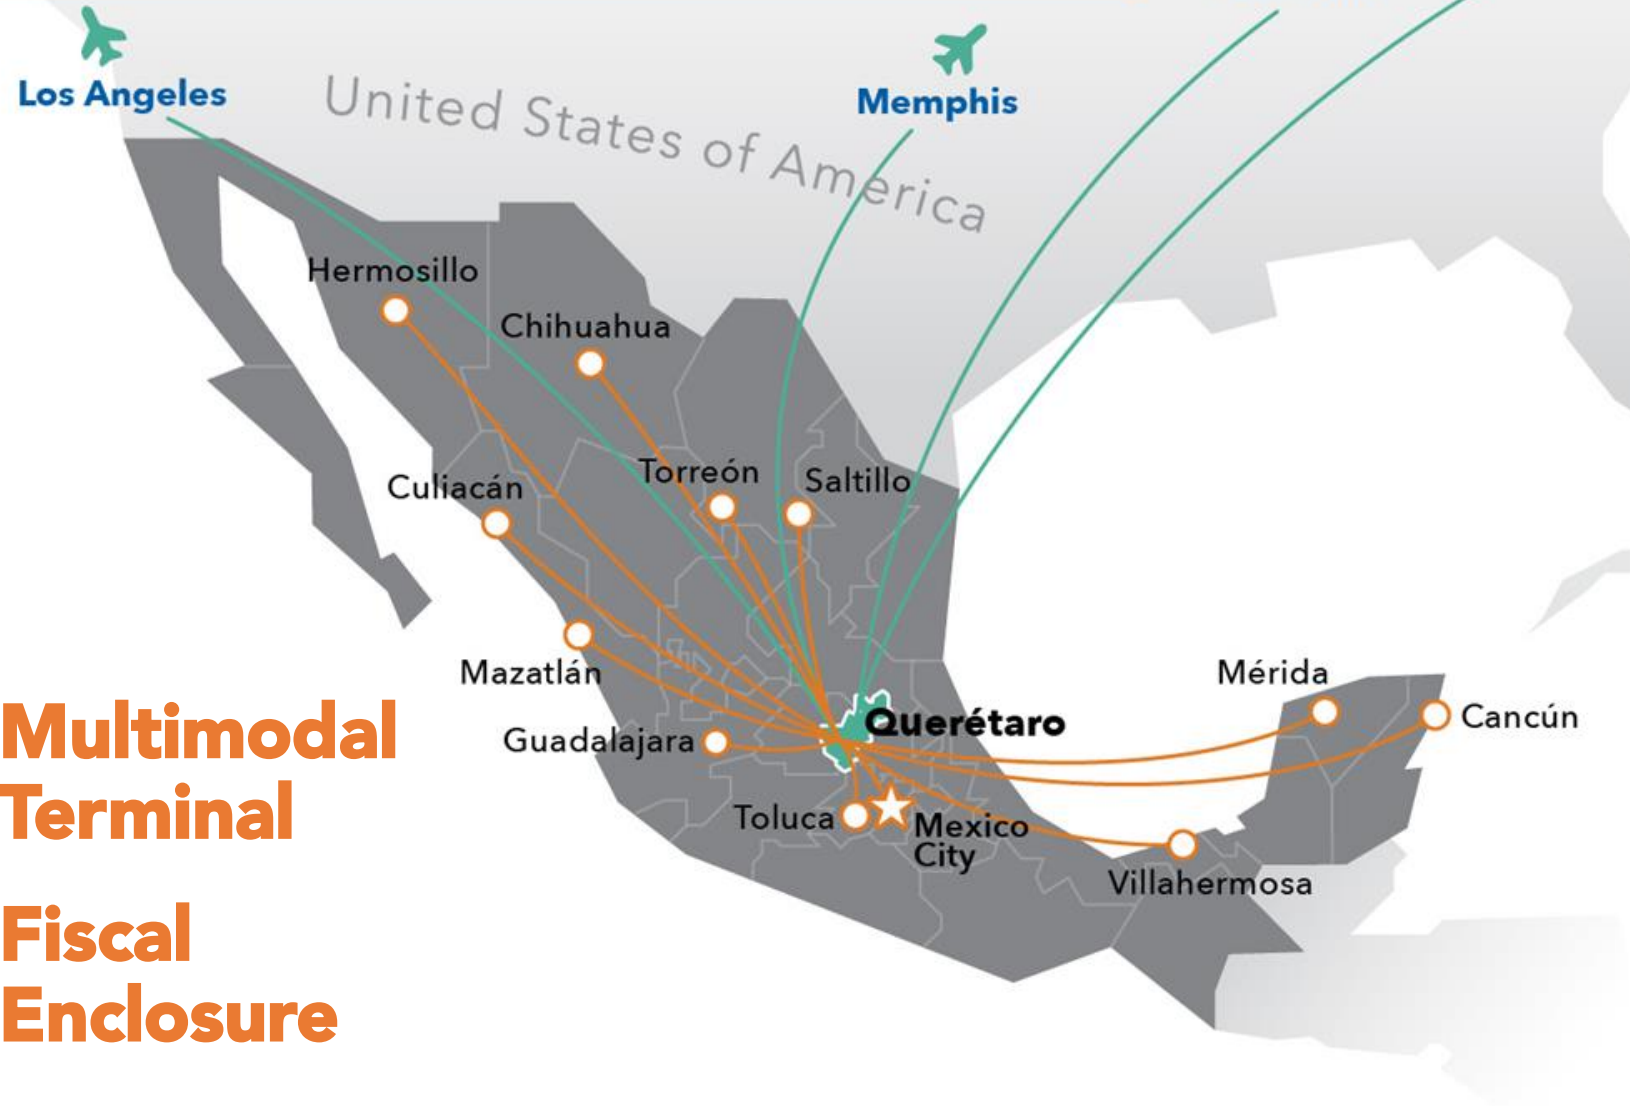 Los Angeles
United States of America
Memphis
Hermosillo
Chihuahua
Torreón
Saltillo
Culiacán
Mazatlán
Mérida
Cancún
Querétaro
Guadalajara
Toluca
Mexico
City
Villahermosa
Multimodal
Terminal
Fiscal
Enclosure